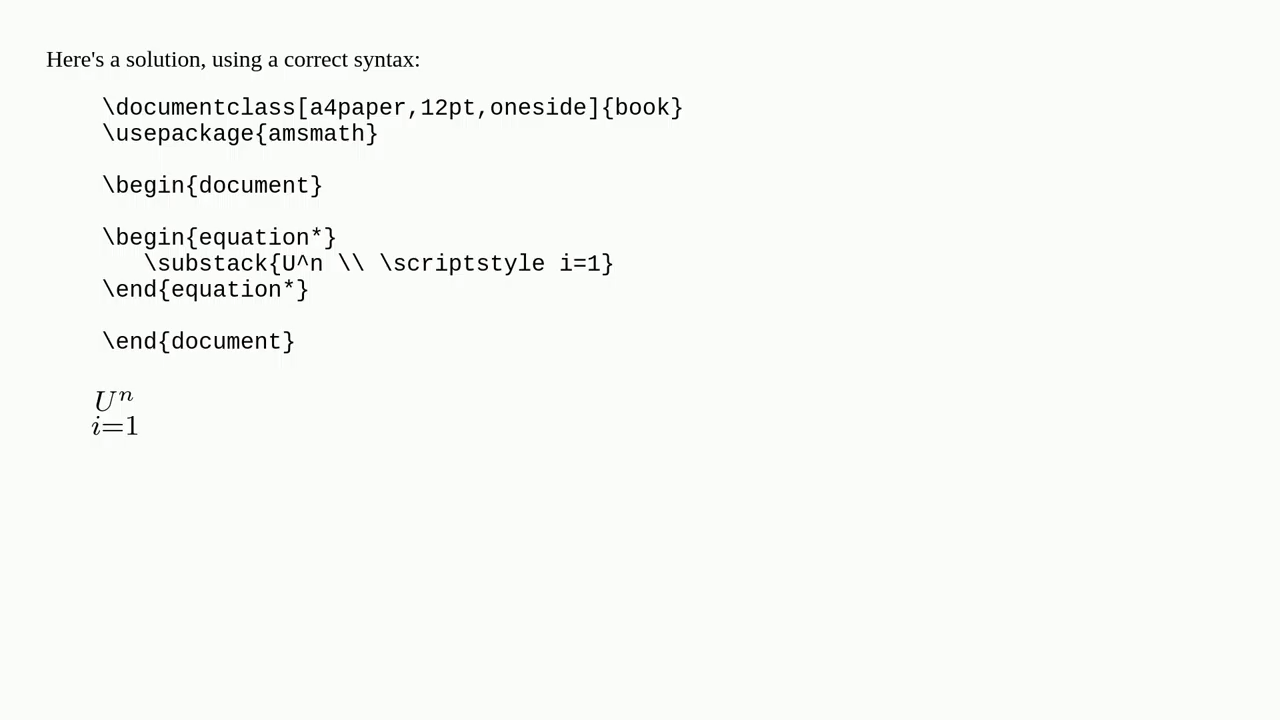 Here's a solution, using a correct syntax:
\documentclass[a4paper,12pt,oneside]{book}
\usepackage{amsmath}
\begin{document}
\begin{equation*}
\substack{U^n \\ \scriptstyle i=1}
\end{equation*}
\end{document}
Uⁿ
i=1